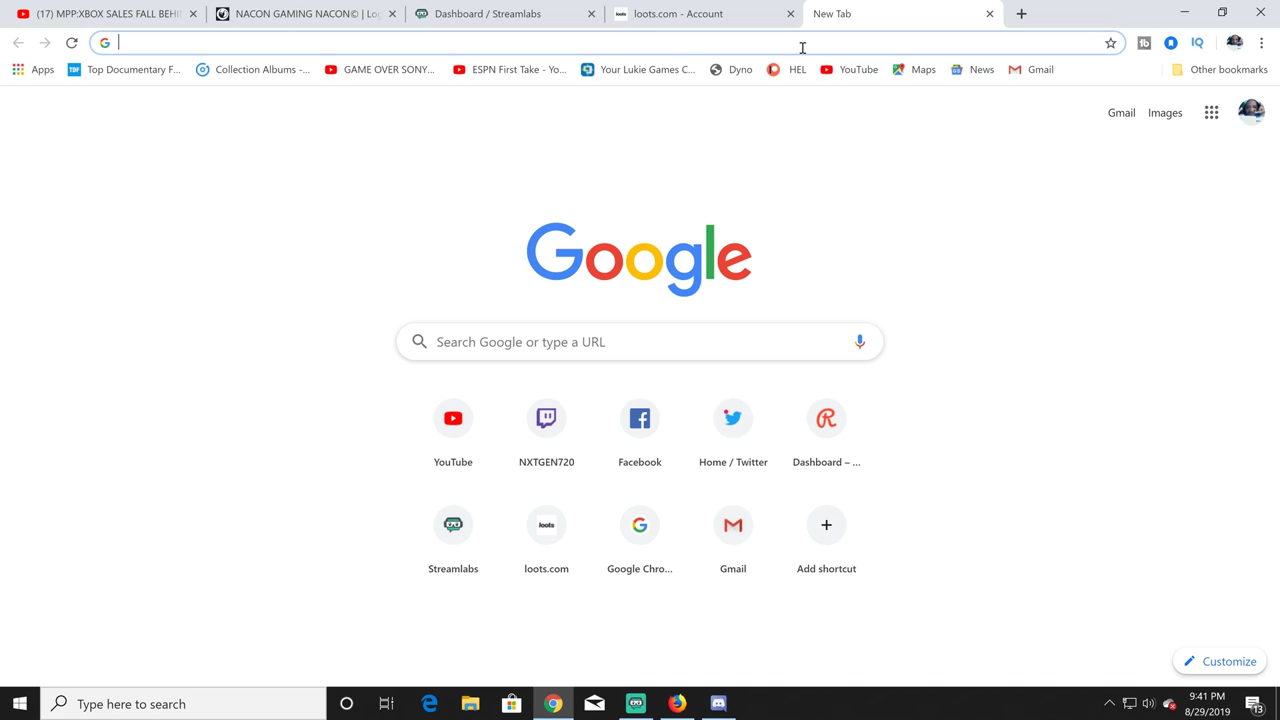 (17) MPP:XBOX SALES FALL BEHI
NACON GAMING NACON© | Lo
Dashboard / Streamlabs
loots.com - Account
New Tab
Apps
Top Documentary F...
Collection Albums -...
GAME OVER SONY...
ESPN First Take - Yo...
Your Lukie Games C...
Dyno
HEL
YouTube
Maps
News
Gmail
Other bookmarks
Gmail
Images
Google
Search Google or type a URL
YouTube
NXTGEN720
Facebook
Home / Twitter
Dashboard – ...
loots
Streamlabs
loots.com
Google Chro...
Gmail
Add shortcut
Customize
Type here to search
9:41 PM
8/29/2019
13